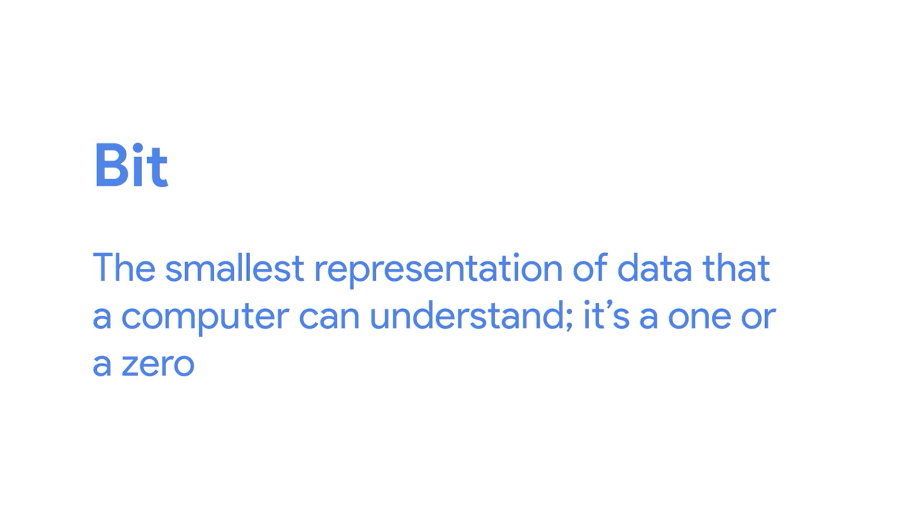 Bit
The smallest representation of data that
a computer can understand; it’s a one or
a zero